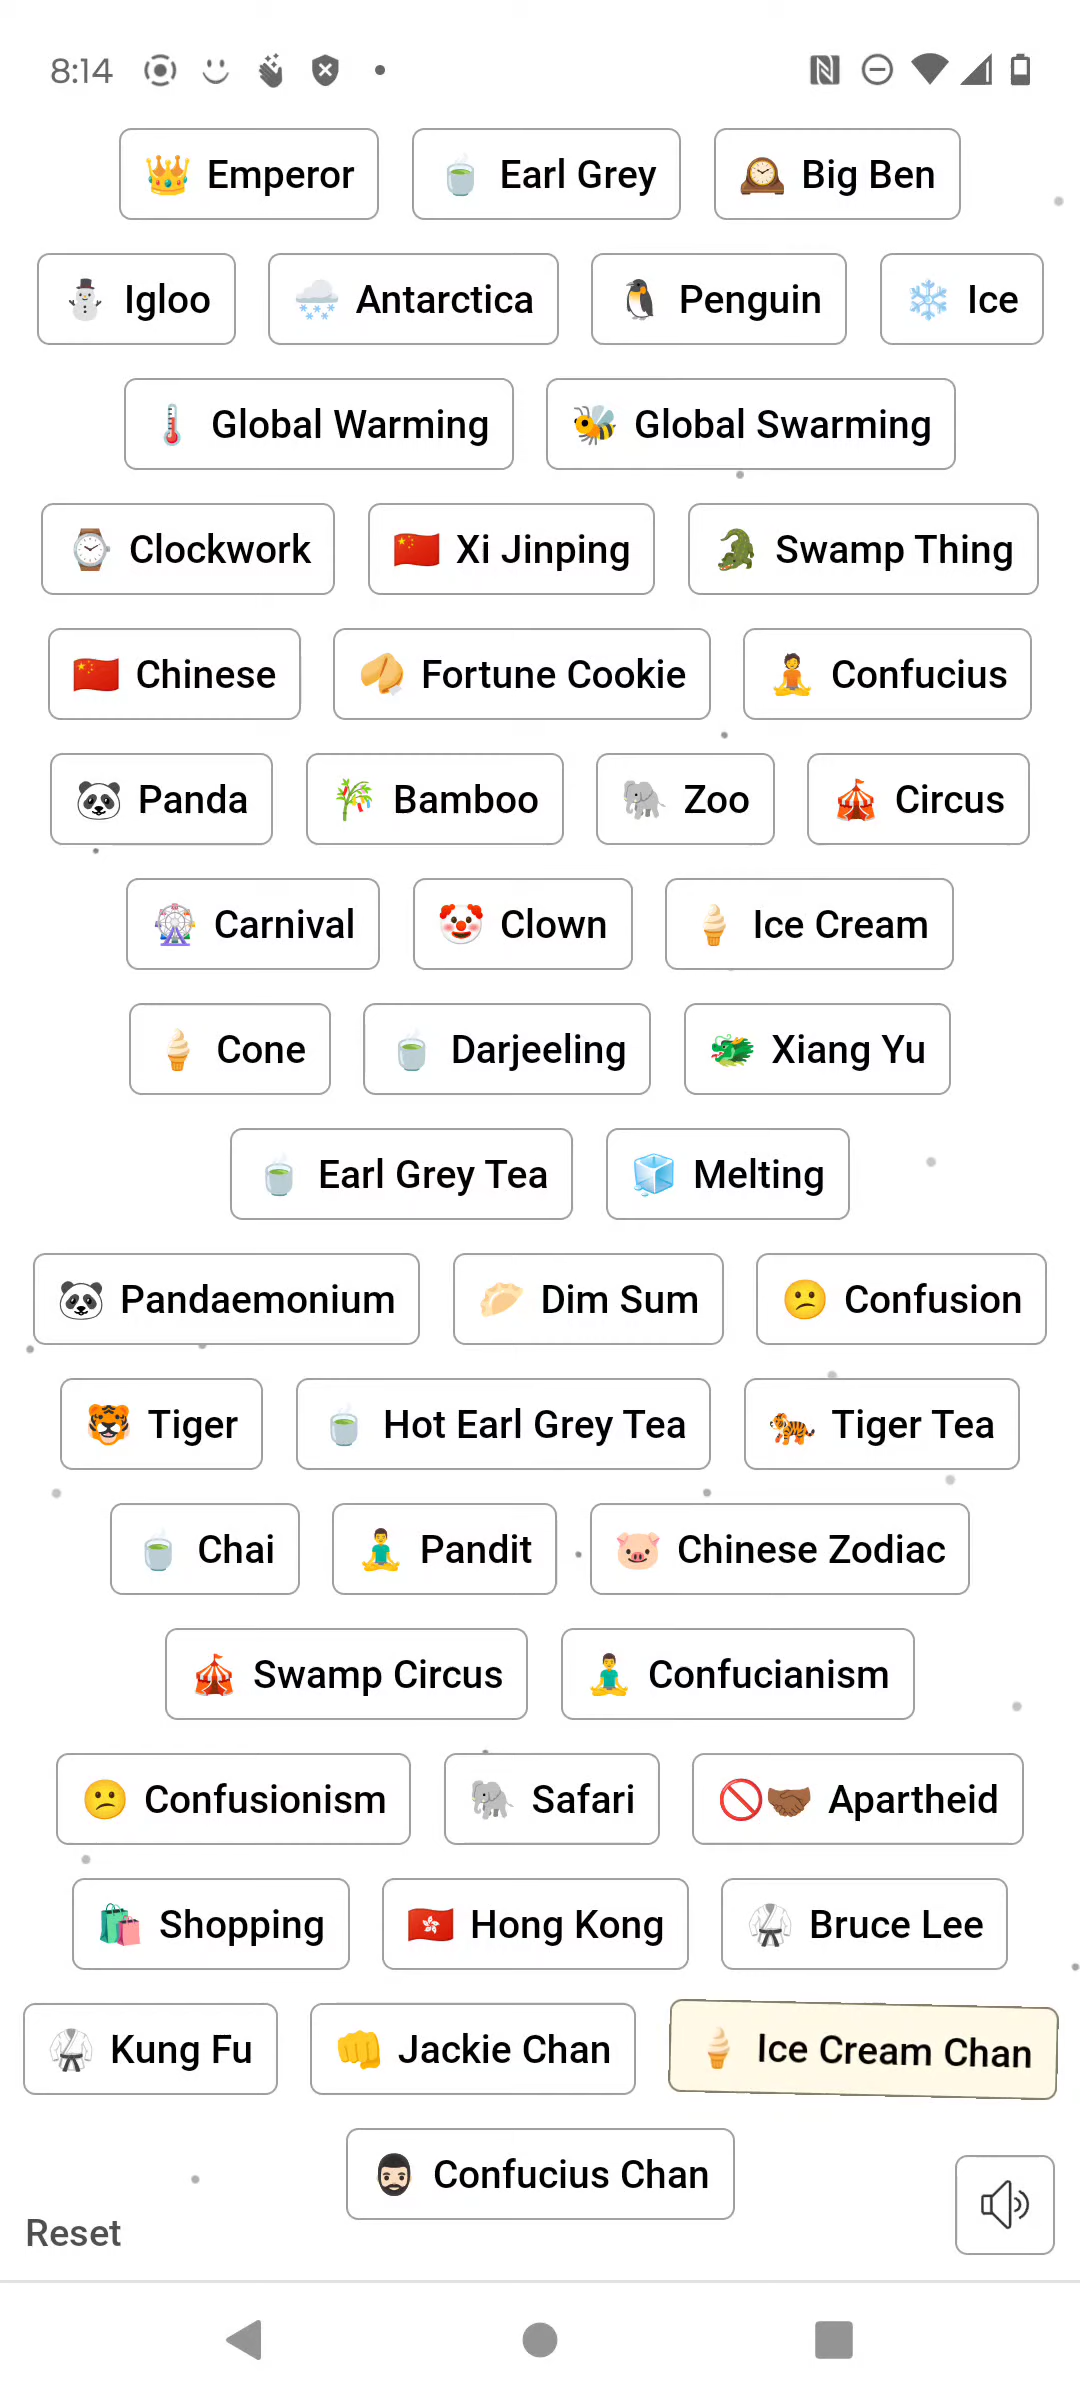 8:14
Emperor Earl Grey Big Ben
Igloo Antarctica Penguin Ice
Global Warming Global Swarming
Clockwork Xi Jinping Swamp Thing
Chinese Fortune Cookie Confucius
Panda Bamboo Zoo Circus
Carnival Clown Ice Cream
Cone Darjeeling Xiang Yu
Earl Grey Tea Melting
Pandaemonium Dim Sum Confusion
Tiger Hot Earl Grey Tea Tiger Tea
Chai Pandit Chinese Zodiac
Swamp Circus Confucianism
Confusionism Safari Apartheid
Shopping Hong Kong Bruce Lee
Kung Fu Jackie Chan Ice Cream Chan
Confucius Chan
Reset